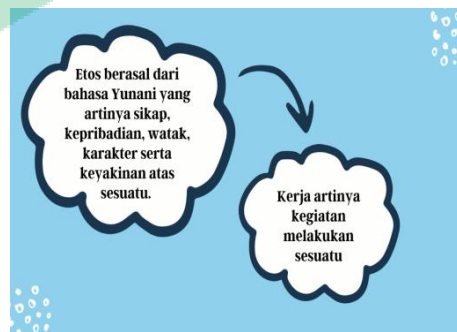 Etos berasal dari
bahasa Yunani yang
artinya sikap,
kepribadian, watak,
karakter serta
keyakinan atas
sesuatu.
Kerja artinya
kegiatan
melakukan
sesuatu